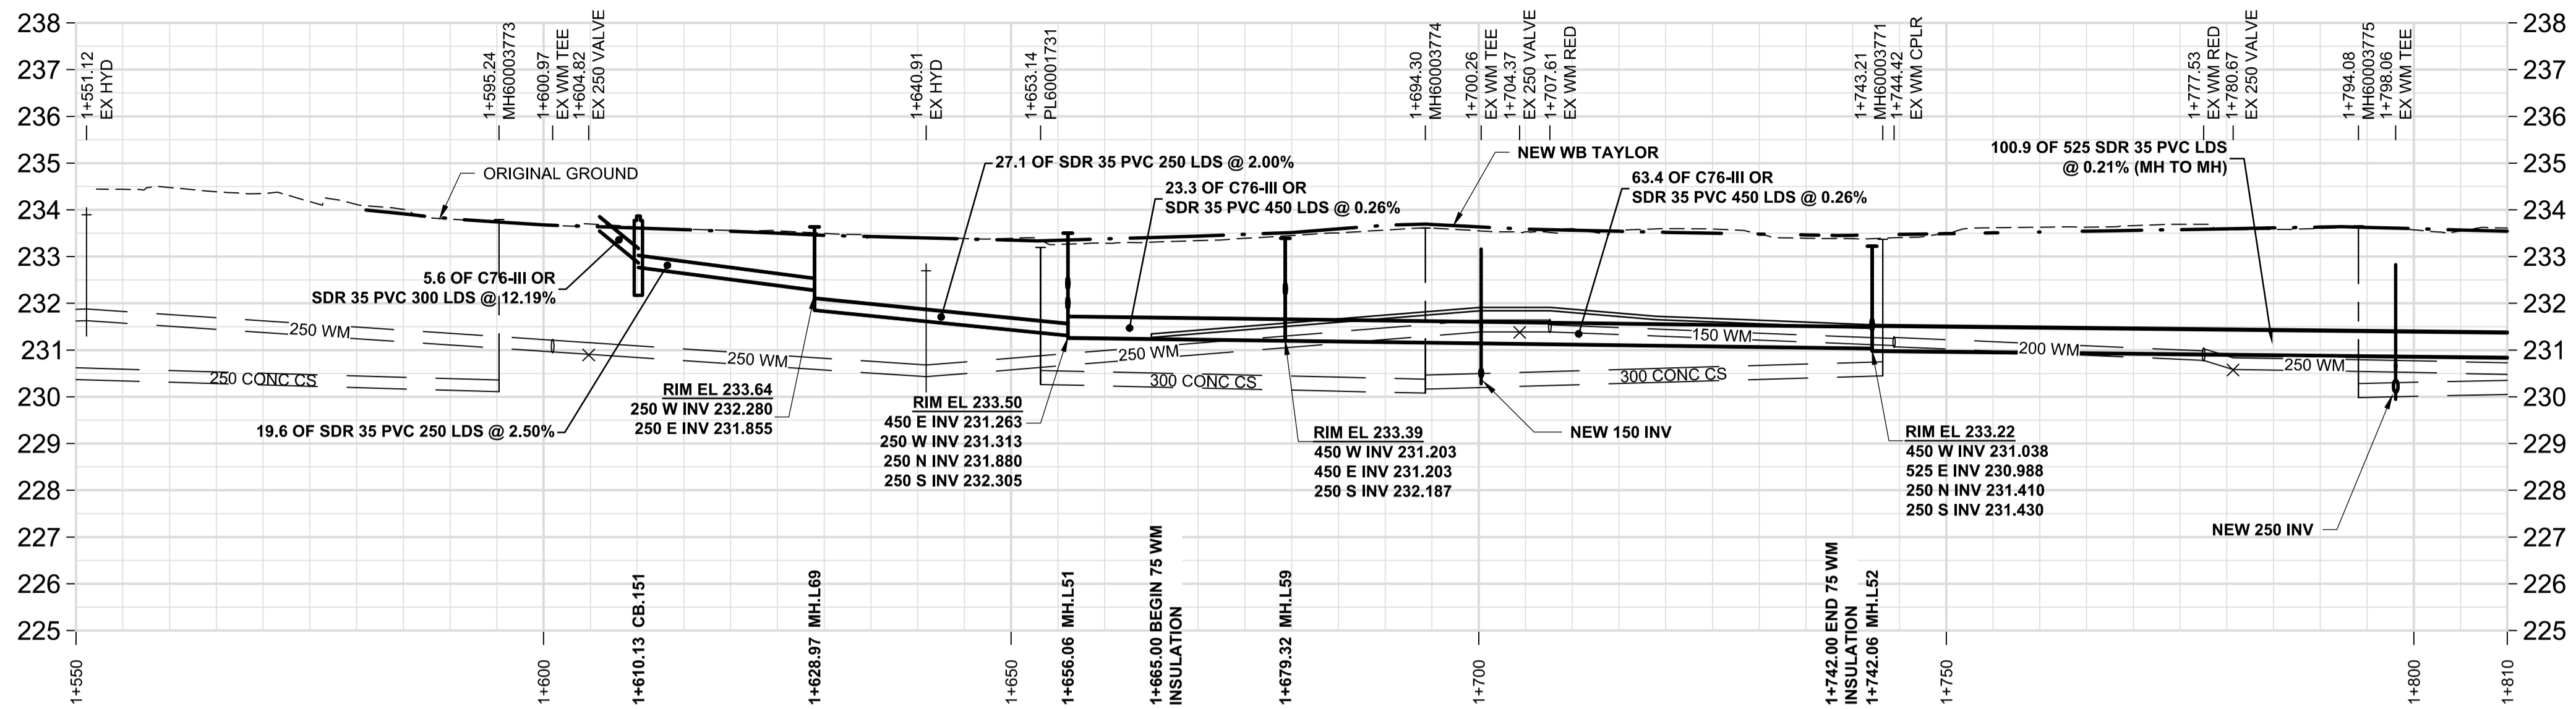 238
237
236
235
234
233
232
231
230
229
228
227
226
225
238
237
236
235
234
233
232
231
230
229
228
227
226
225
1+551.12
EX HYD
1+595.24
MH60003773
1+600.97
EX WM TEE
1+604.82
EX 250 VALVE
1+640.91
EX HYD
1+653.14
PL60001731
1+694.30
MH60003774
1+700.26
EX WM TEE
1+704.37
EX 250 VALVE
1+707.61
EX WM RED
1+743.21
MH60003771
1+744.42
EX WM CPLR
1+777.53
EX WM RED
1+780.67
EX 250 VALVE
1+794.08
MH60003775
1+798.06
EX WM TEE
ORIGINAL GROUND
27.1 OF SDR 35 PVC 250 LDS @ 2.00%
23.3 OF C76-III OR
SDR 35 PVC 450 LDS @ 0.26%
NEW WB TAYLOR
63.4 OF C76-III OR
SDR 35 PVC 450 LDS @ 0.26%
100.9 OF 525 SDR 35 PVC LDS
@ 0.21% (MH TO MH)
5.6 OF C76-III OR
SDR 35 PVC 300 LDS @ 12.19%
250 WM
250 WM
250 WM
150 WM
200 WM
250 WM
250 CONC CS
300 CONC CS
300 CONC CS
19.6 OF SDR 35 PVC 250 LDS @ 2.50%
RIM EL 233.64
250 W INV 232.280
250 E INV 231.855
RIM EL 233.50
450 E INV 231.263
250 W INV 231.313
250 N INV 231.880
250 S INV 232.305
RIM EL 233.39
450 W INV 231.203
450 E INV 231.203
250 S INV 232.187
NEW 150 INV
RIM EL 233.22
450 W INV 231.038
525 E INV 230.988
250 N INV 231.410
250 S INV 231.430
NEW 250 INV
1+610.13 CB.151
1+628.97 MH.L69
1+656.06 MH.L51
1+665.00 BEGIN 75 WM
INSULATION
1+679.32 MH.L59
1+742.00 END 75 WM
INSULATION
1+742.06 MH.L52
1+550
1+600
1+650
1+700
1+750
1+800
1+810